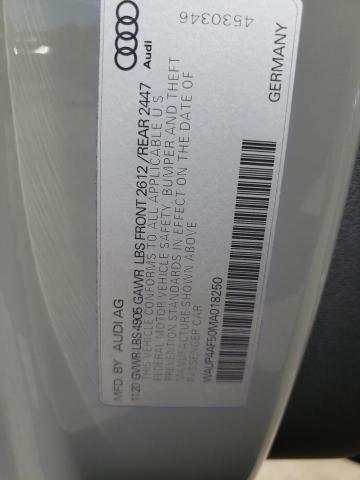 MFD. BY AUDI AG
11.20 GVWR LBS 4905 GAWR LBS FRONT 2612 / REAR 2447
THIS VEHICLE CONFORMS TO ALL APPLICABLE U S
FEDERAL MOTOR VEHICLE SAFETY, BUMPER AND THEFT
PREVENTION STANDARDS IN EFFECT ON THE DATE OF
MANUFACTURE SHOWN ABOVE
PASSENGER CAR
WAUP4AF50MA018250
GERMANY
Audi
4530346